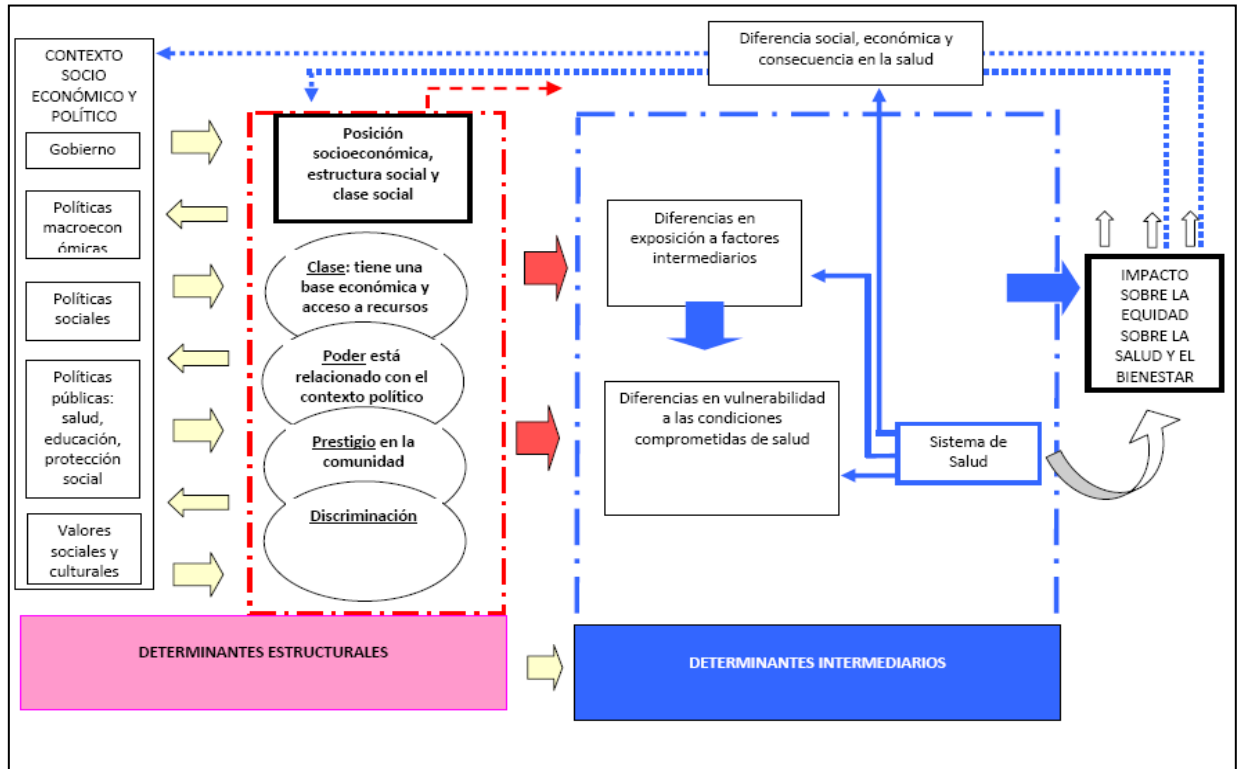 CONTEXTO
SOCIO
ECONÓMICO Y
POLÍTICO
Gobierno
Políticas
macroecon
ómicas
Políticas
sociales
Políticas
públicas:
salud,
educación,
protección
social
Valores
sociales y
culturales
Posición
socioeconómica,
estructura social y
clase social
Clase: tiene una
base económica y
acceso a recursos
Poder está
relacionado con el
contexto político
Prestigio en la
comunidad
Discriminación
DETERMINANTES ESTRUCTURALES
Diferencia social, económica y
consecuencia en la salud
Diferencias en
exposición a factores
intermediarios
Diferencias en vulnerabilidad
a las condiciones
comprometidas de salud
Sistema de
Salud
DETERMINANTES INTERMEDIARIOS
IMPACTO
SOBRE LA
EQUIDAD
SOBRE LA
SALUD Y EL
BIENESTAR